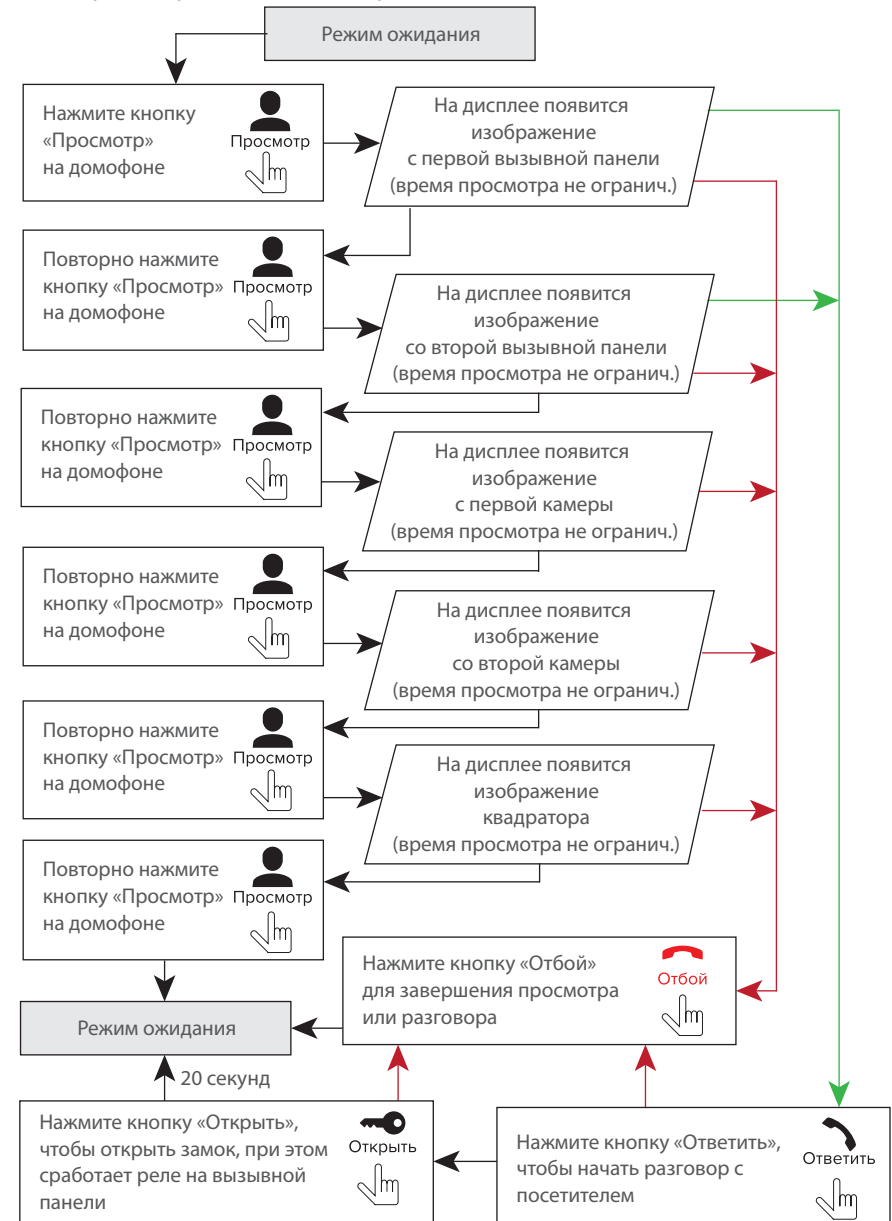 Режим ожидания
Нажмите кнопку
«Просмотр»
на домофоне
Просмотр
На дисплее появится
изображение
с первой вызывной панели
(время просмотра не огранич.)
Повторно нажмите
кнопку «Просмотр»
на домофоне
Просмотр
На дисплее появится
изображение
со второй вызывной панели
(время просмотра не огранич.)
Повторно нажмите
кнопку «Просмотр»
на домофоне
Просмотр
На дисплее появится
изображение
с первой камеры
(время просмотра не огранич.)
Повторно нажмите
кнопку «Просмотр»
на домофоне
Просмотр
На дисплее появится
изображение
со второй камеры
(время просмотра не огранич.)
Повторно нажмите
кнопку «Просмотр»
на домофоне
Просмотр
На дисплее появится
изображение
квадратора
(время просмотра не огранич.)
Повторно нажмите
кнопку «Просмотр»
на домофоне
Просмотр
Нажмите кнопку «Отбой»
для завершения просмотра
или разговора
Отбой
Режим ожидания
20 секунд
Нажмите кнопку «Открыть»,
чтобы открыть замок, при этом
сработает реле на вызывной
панели
Открыть
Нажмите кнопку «Ответить»,
чтобы начать разговор с
посетителем
Ответить